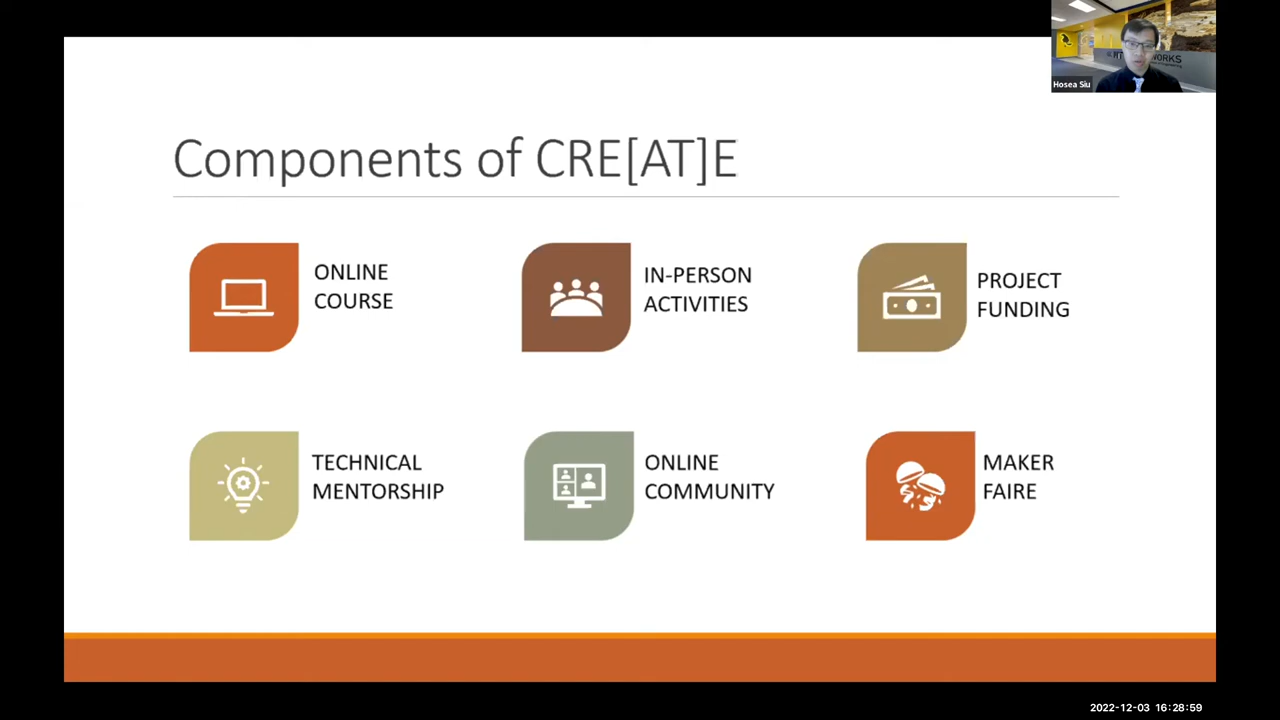 Hosea Siu
Components of CRE[AT]E
ONLINE
COURSE
IN-PERSON
ACTIVITIES
PROJECT
FUNDING
TECHNICAL
MENTORSHIP
ONLINE
COMMUNITY
MAKER
FAIRE
2022-12-03 16:28:59